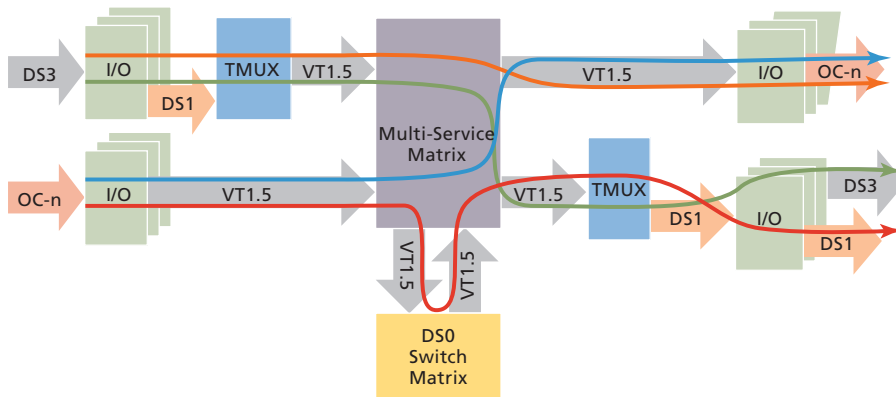 DS3
I/O
DS1
TMUX
VT1.5
Multi-Service
Matrix
VT1.5
I/O
OC-n
OC-n
I/O
VT1.5
VT1.5
TMUX
DS1
I/O
DS3
DS1
VT1.5
VT1.5
DS0
Switch
Matrix